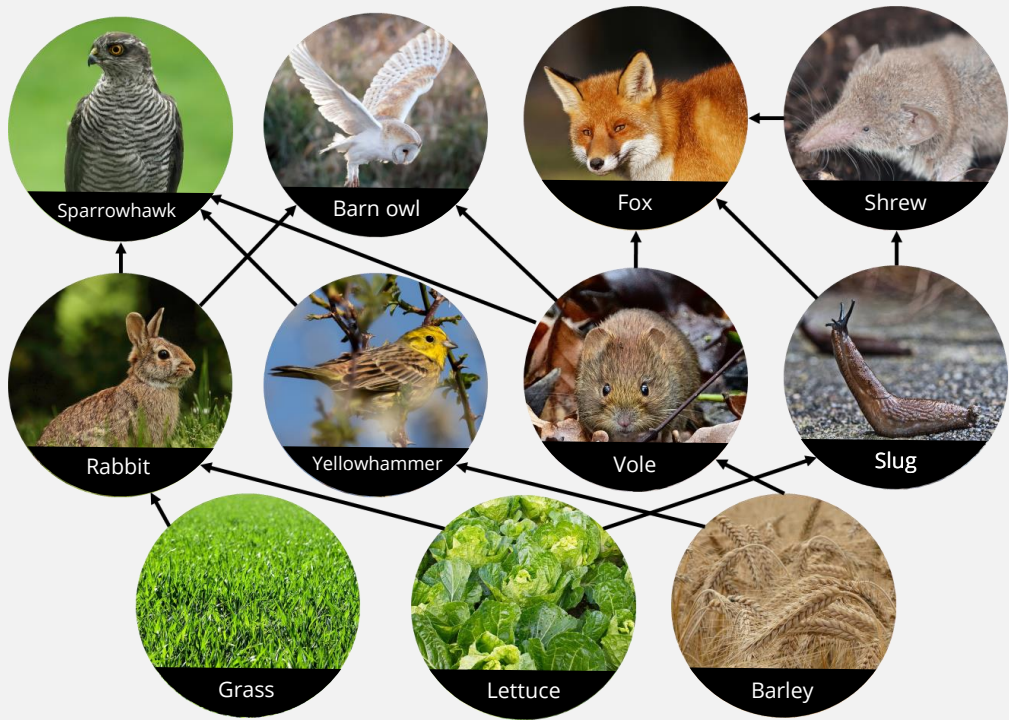 Sparrowhawk
Barn owl
Fox
Shrew
Rabbit
Yellowhammer
Vole
Slug
Grass
Lettuce
Barley